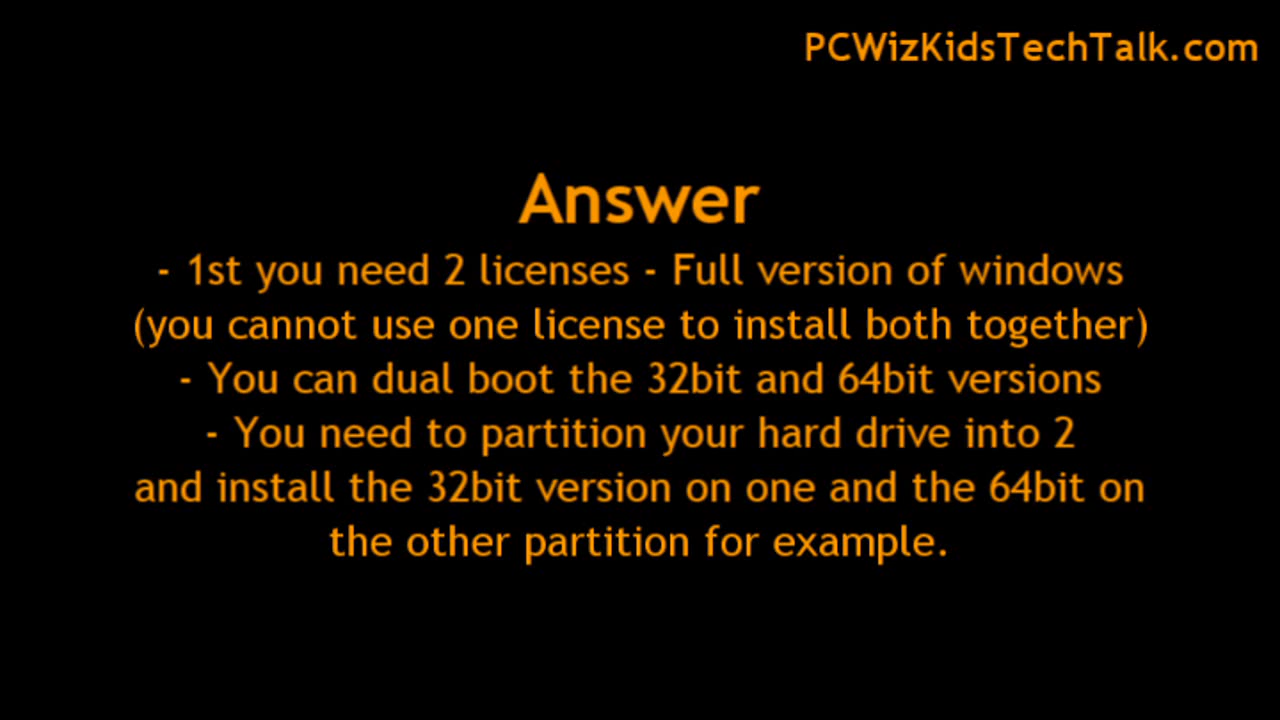 PCWizKidsTechTalk.com
Answer
- 1st you need 2 licenses - Full version of windows
(you cannot use one license to install both together)
- You can dual boot the 32bit and 64bit versions
- You need to partition your hard drive into 2
and install the 32bit version on one and the 64bit on
the other partition for example.